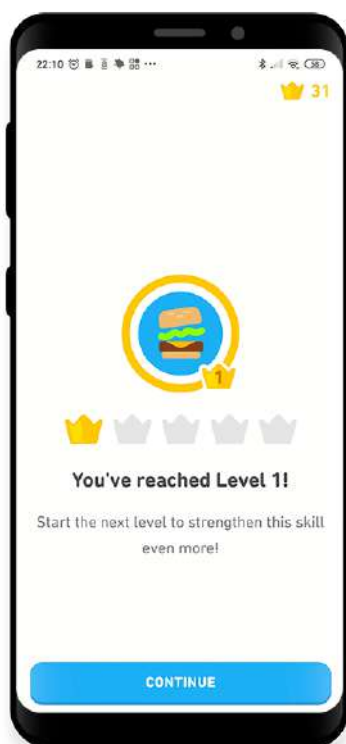 22:10 ... 36
31
1
You've reached Level 1!
Start the next level to strengthen this skill
even more!
CONTINUE